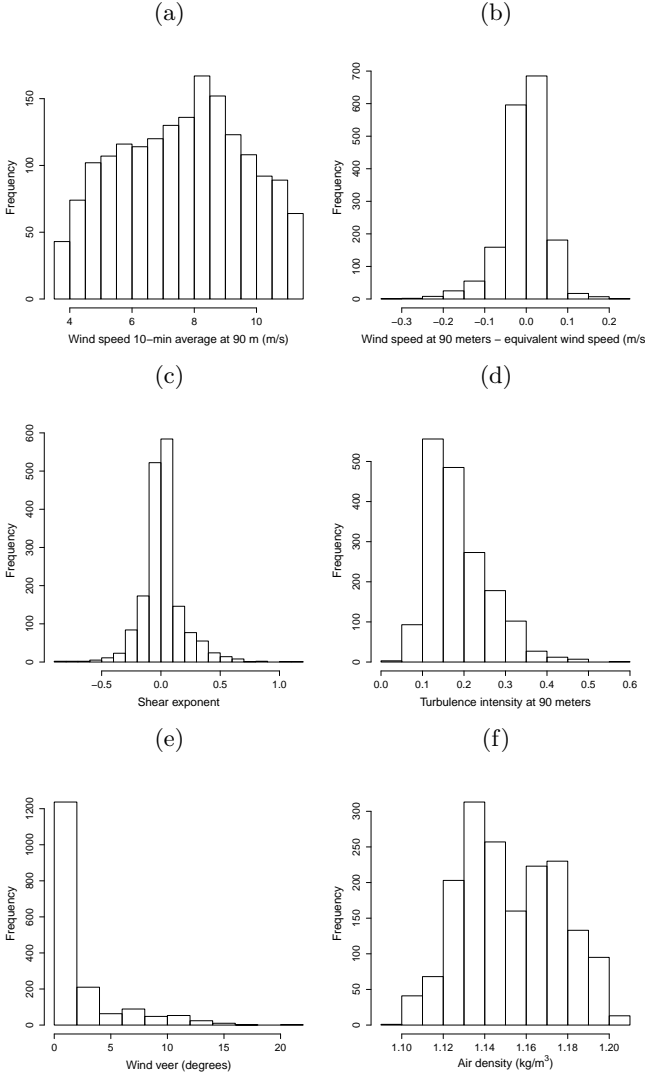 (a)
(b)
Frequency
0 50 100 150
4 6 8 10
Wind speed 10−min average at 90 m (m/s)
Frequency
0 100 200 300 400 500 600 700
−0.3 −0.2 −0.1 0.0 0.1 0.2
Wind speed at 90 meters − equivalent wind speed (m/s
(c)
(d)
Frequency
0 100 200 300 400 500 600
−0.5 0.0 0.5 1.0
Shear exponent
Frequency
0 100 200 300 400 500
0.0 0.1 0.2 0.3 0.4 0.5 0.6
Turbulence intensity at 90 meters
(e)
(f)
Frequency
0 200 400 600 800 1000 1200
0 5 10 15 20
Wind veer (degrees)
Frequency
0 50 100 150 200 250 300
1.10 1.12 1.14 1.16 1.18 1.20
Air density (kg/m³)